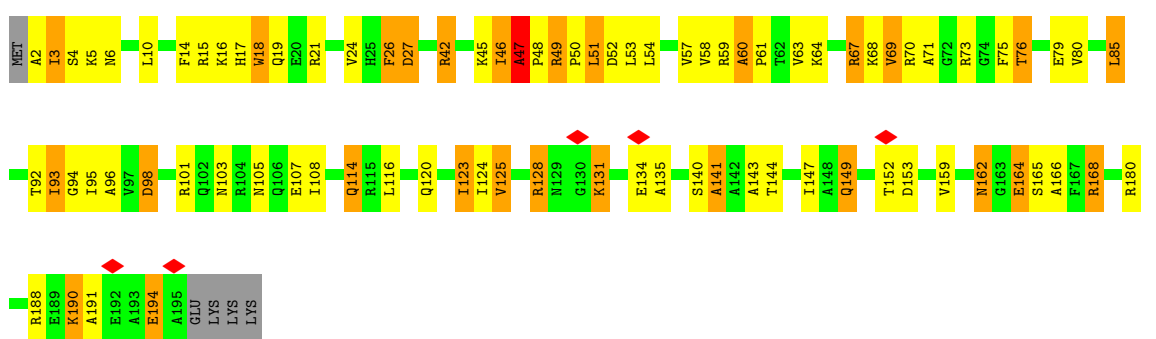 MET A2 I3 S4 K5 N6 L10 F14 R15 K16 H17 W18 Q19 E20 R21 V24 H25 F26 D27 R42 K45 I46 A47 P48 R49 P50 L51 D52 L53 L54 V57 V58 R59 A60 P61 T62 V63 K64 R67 K68 V69 R70 A71 G72 R73 G74 F75 T76 E79 V80 L85
T92 I93 G94 I95 A96 V97 D98 R101 Q102 N103 R104 N105 Q106 E107 I108 Q114 R115 L116 Q120 I123 I124 V125 R128 N129 G130 K131 E134 A135 S140 A141 A142 A143 T144 I147 A148 Q149 T152 D153 V159 N162 G163 E164 S165 A166 F167 R168 R180
R188 E189 K190 A191 E192 A193 E194 A195 GLU LYS LYS LYS